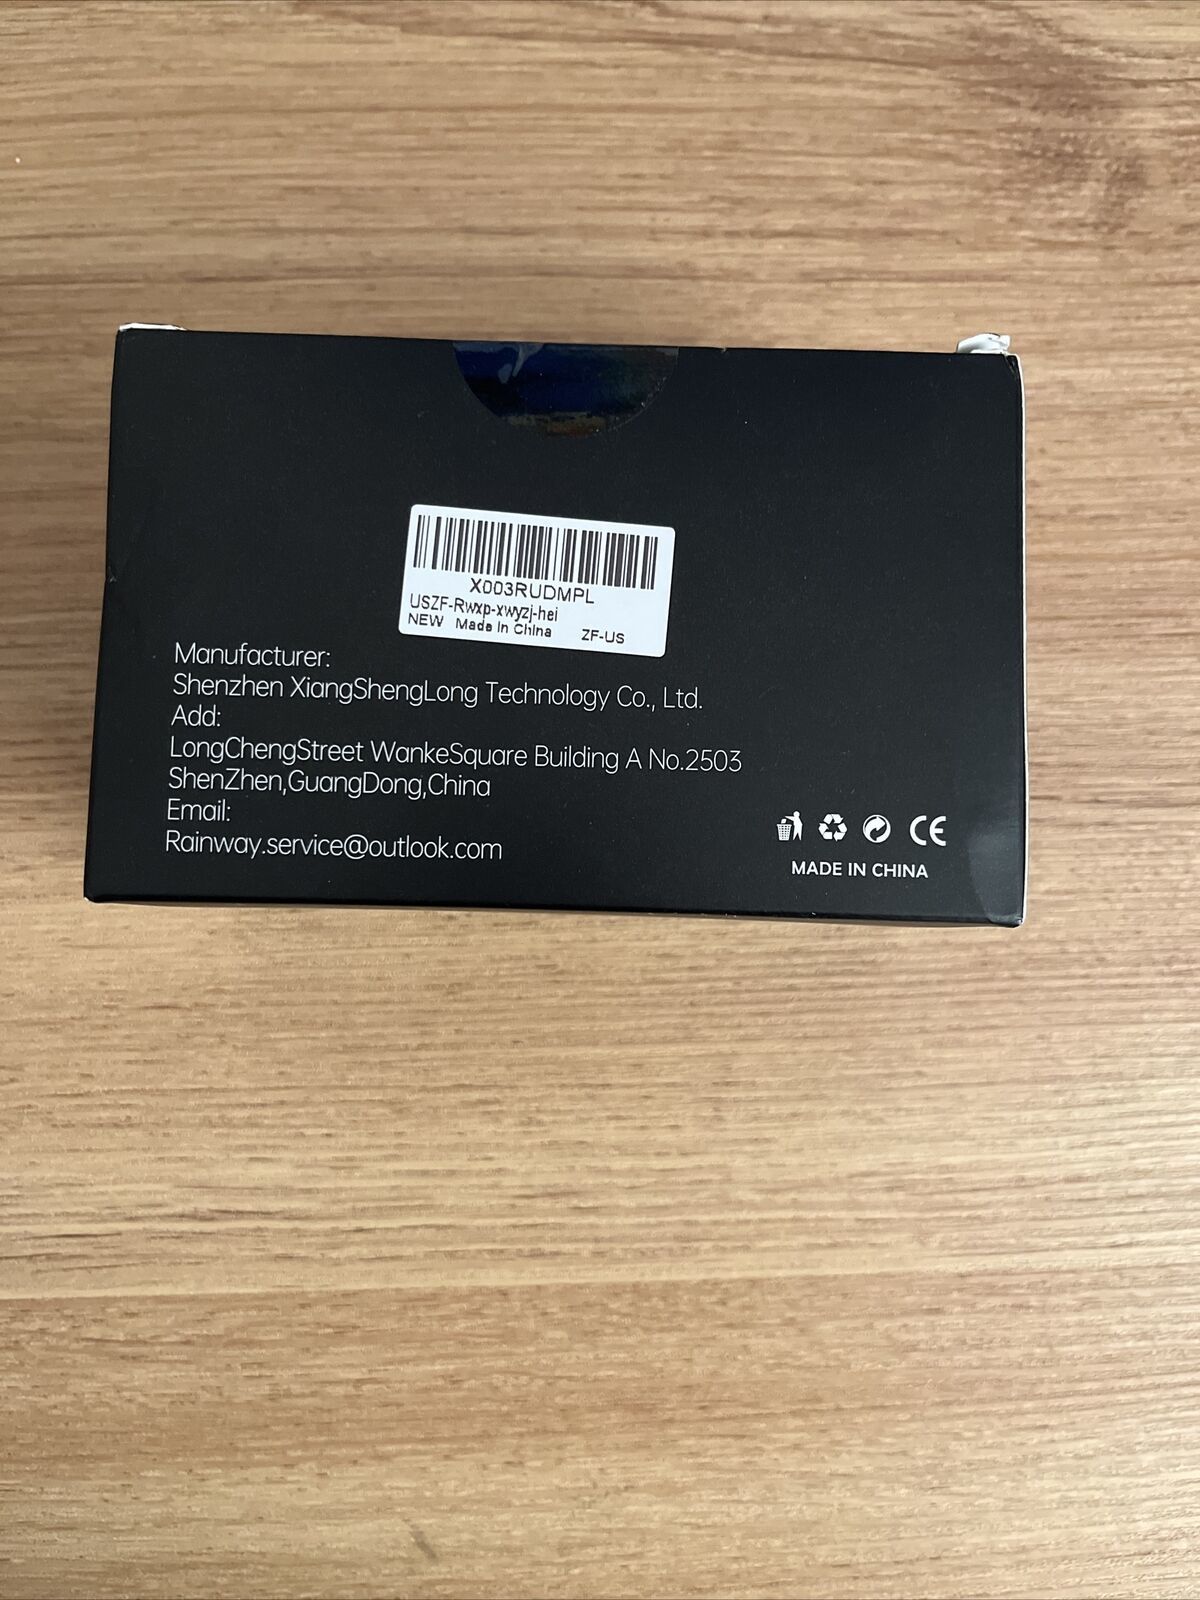 X003RUDMPL
USZF-Rwxp-xwyzj-hei
NEW Made in China ZF-US
Manufacturer:
Shenzhen XiangShengLong Technology Co., Ltd.
Add:
LongChengStreet WankeSquare Building A No.2503
ShenZhen,GuangDong,China
Email:
Rainway.service@outlook.com
CE
MADE IN CHINA